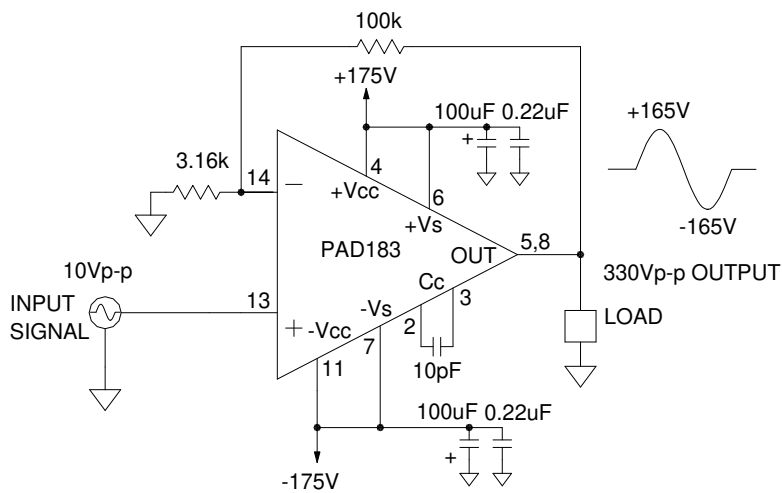 100k
+175V
100uF 0.22uF
+
+165V
3.16k
14
−
4
+Vcc
6
+Vs
-165V
PAD183
OUT
5,8
330Vp-p OUTPUT
10Vp-p
INPUT
SIGNAL
13
+
-Vcc
-Vs
Cc
2
3
LOAD
11
7
10pF
100uF 0.22uF
+
-175V